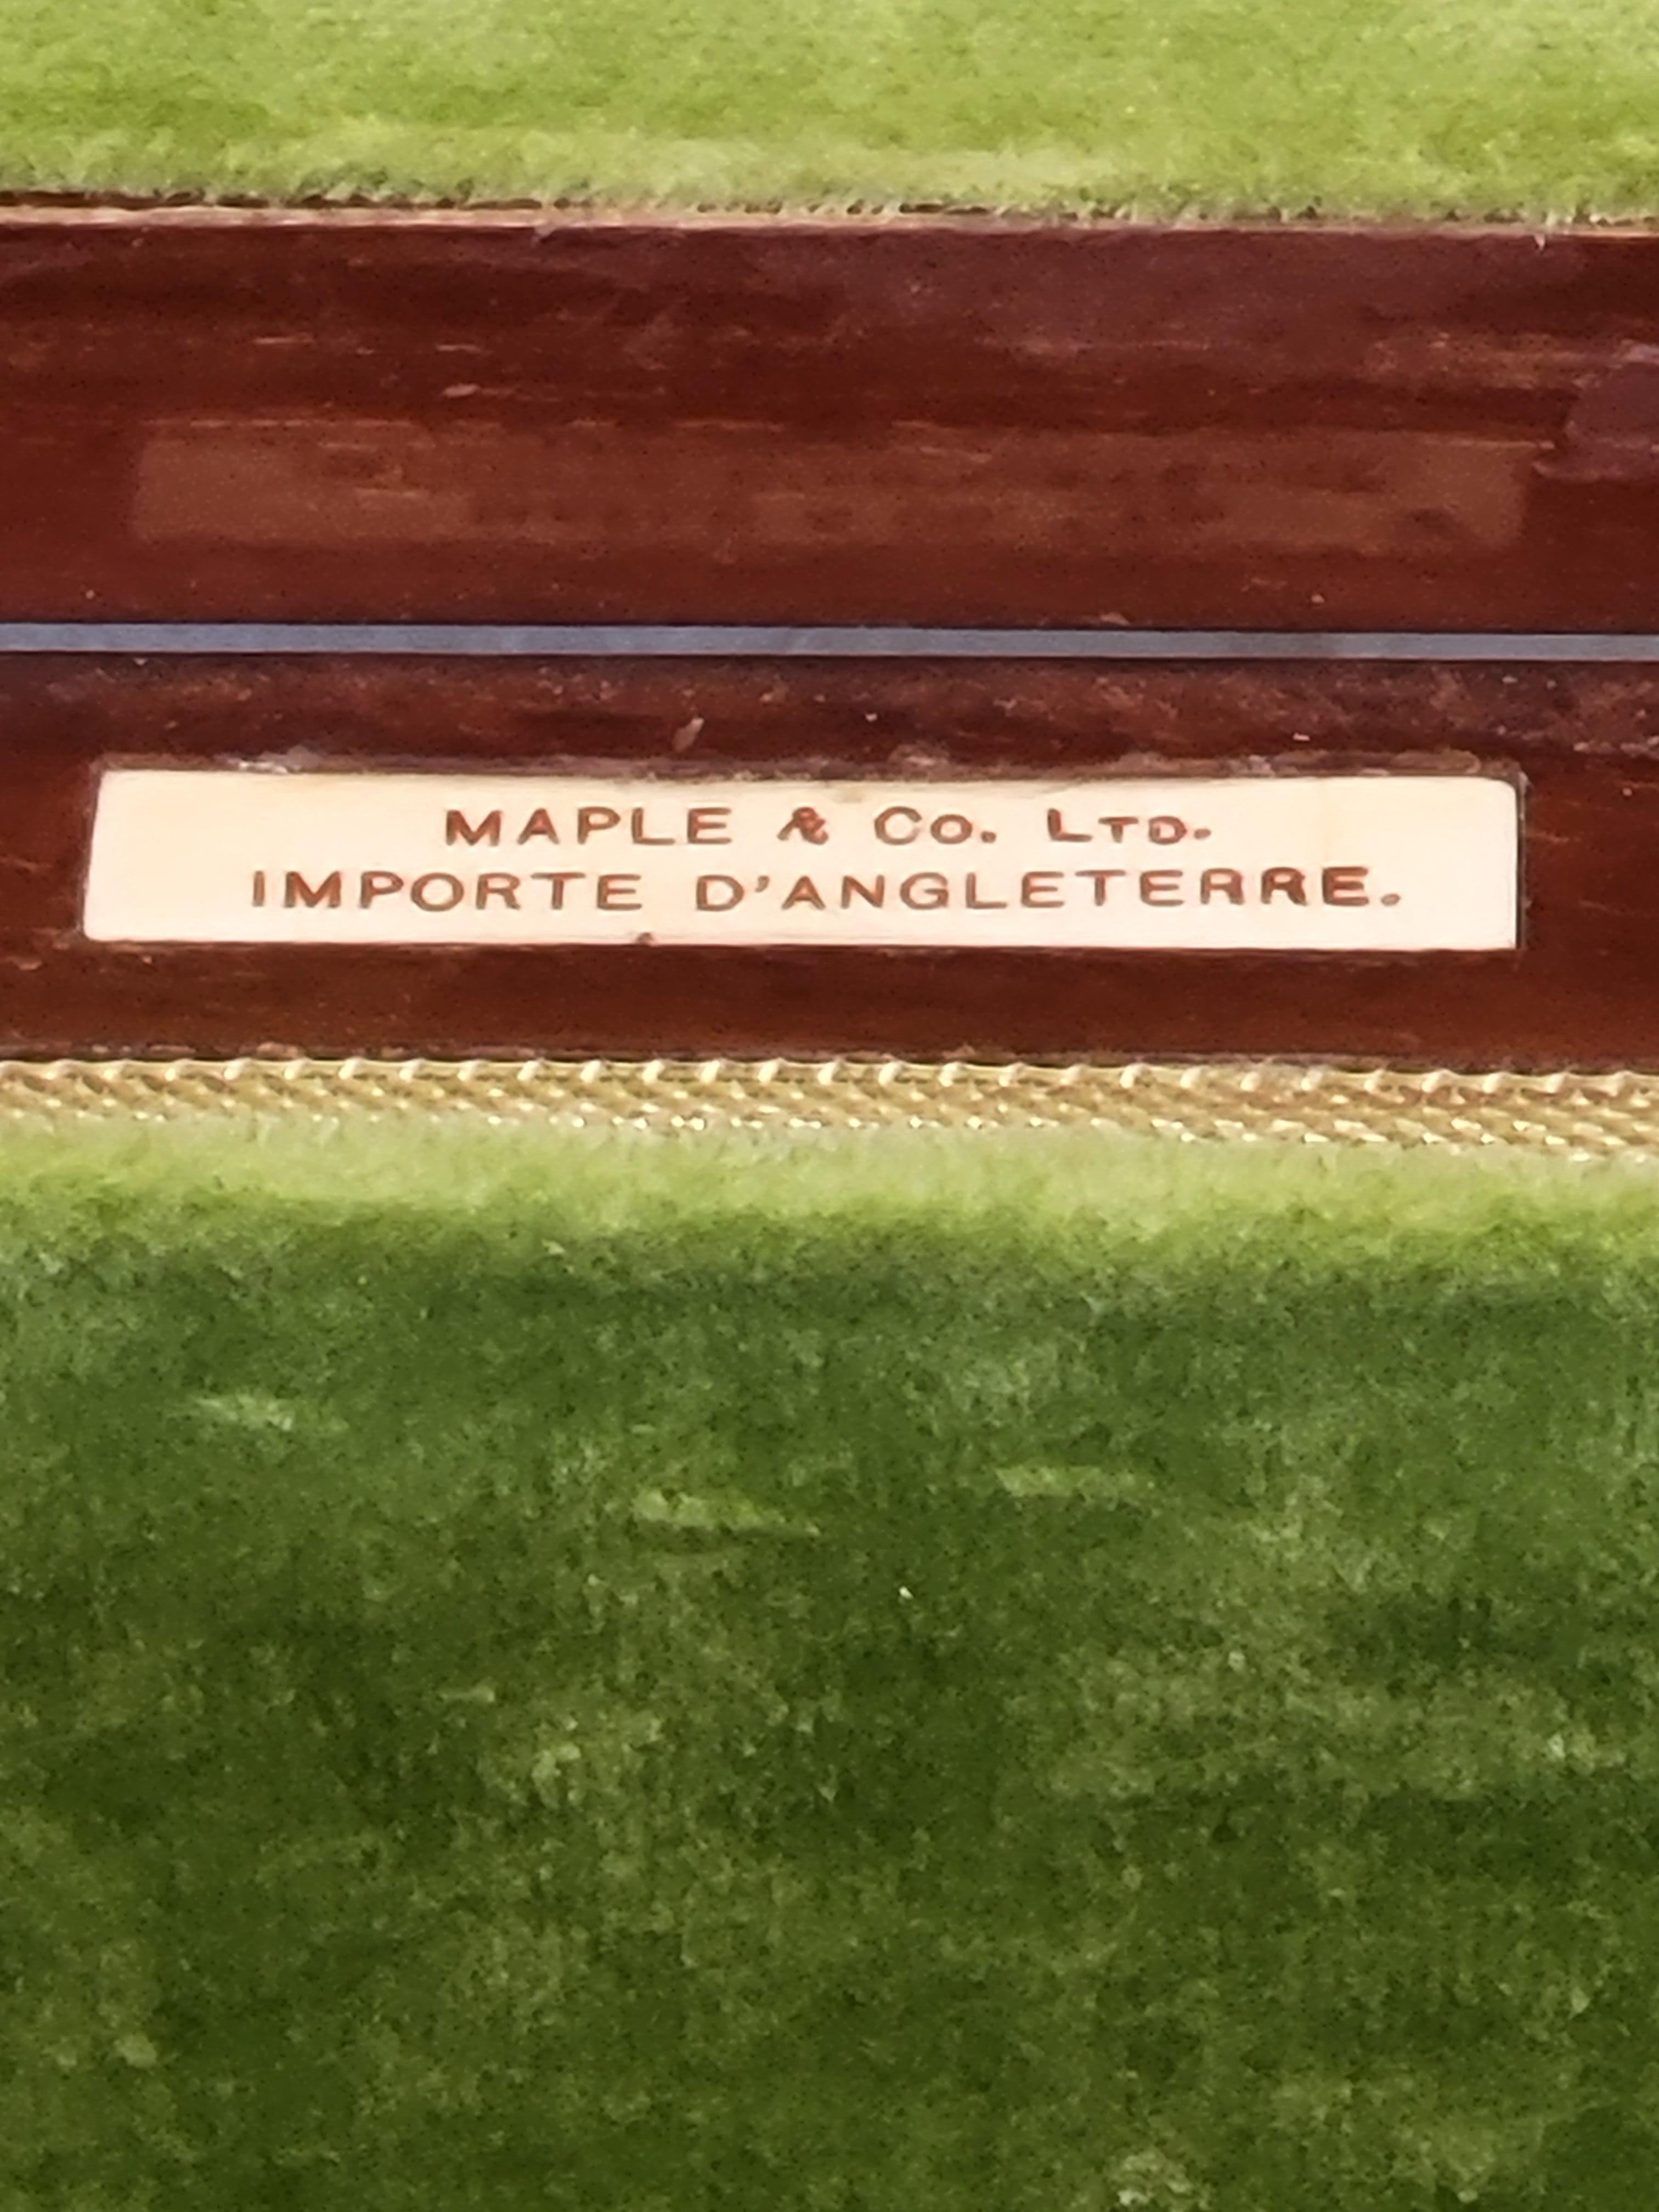 MAPLE & Co. LTD.
IMPORTE D'ANGLETERRE.